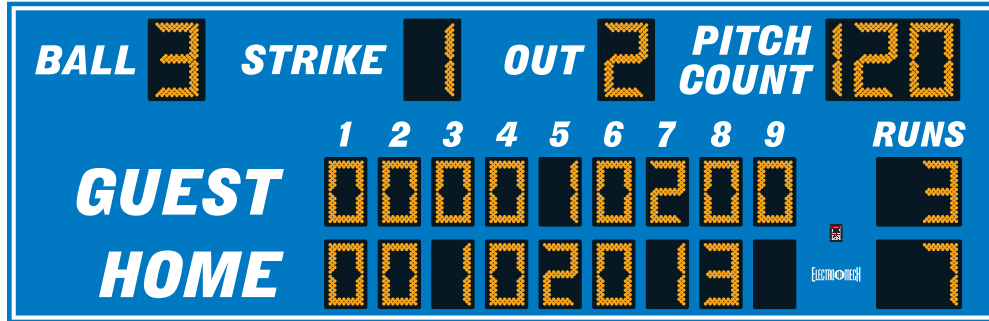 BALL 3 STRIKE 1 OUT 2 PITCH COUNT 120
1 2 3 4 5 6 7 8 9 RUNS
GUEST 0 0 0 0 1 0 2 0 0 3
HOME 0 0 1 0 2 0 1 3 7
ELECTRO-MECH